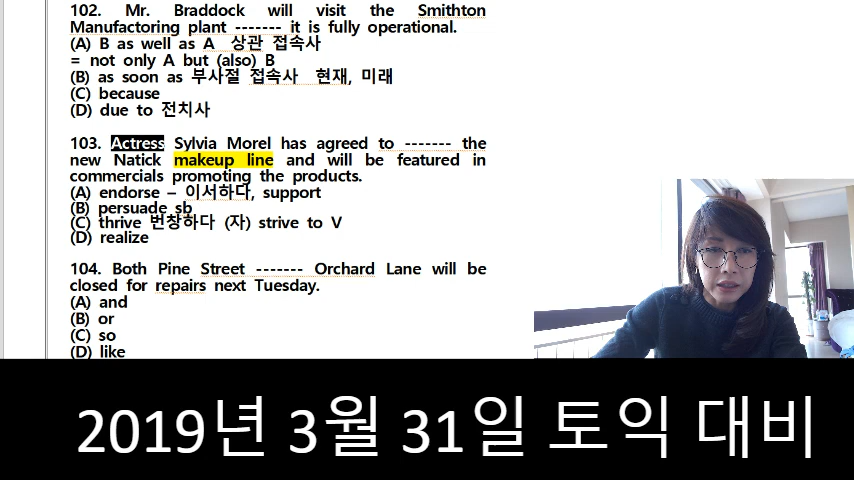 102. Mr. Braddock will visit the Smithton
Manufactoring plant ------- it is fully operational.
(A) B as well as A 상관 접속사
= not only A but (also) B
(B) as soon as 부사절 접속사 현재, 미래
(C) because
(D) due to 전치사
103. Actress Sylvia Morel has agreed to ------- the
new Natick makeup line and will be featured in
commercials promoting the products.
(A) endorse – 이서하다, support
(B) persuade sb
(C) thrive 번창하다 (자) strive to V
(D) realize
104. Both Pine Street ------- Orchard Lane will be
closed for repairs next Tuesday.
(A) and
(B) or
(C) so
(D) like
2019년 3월 31일 토익 대비